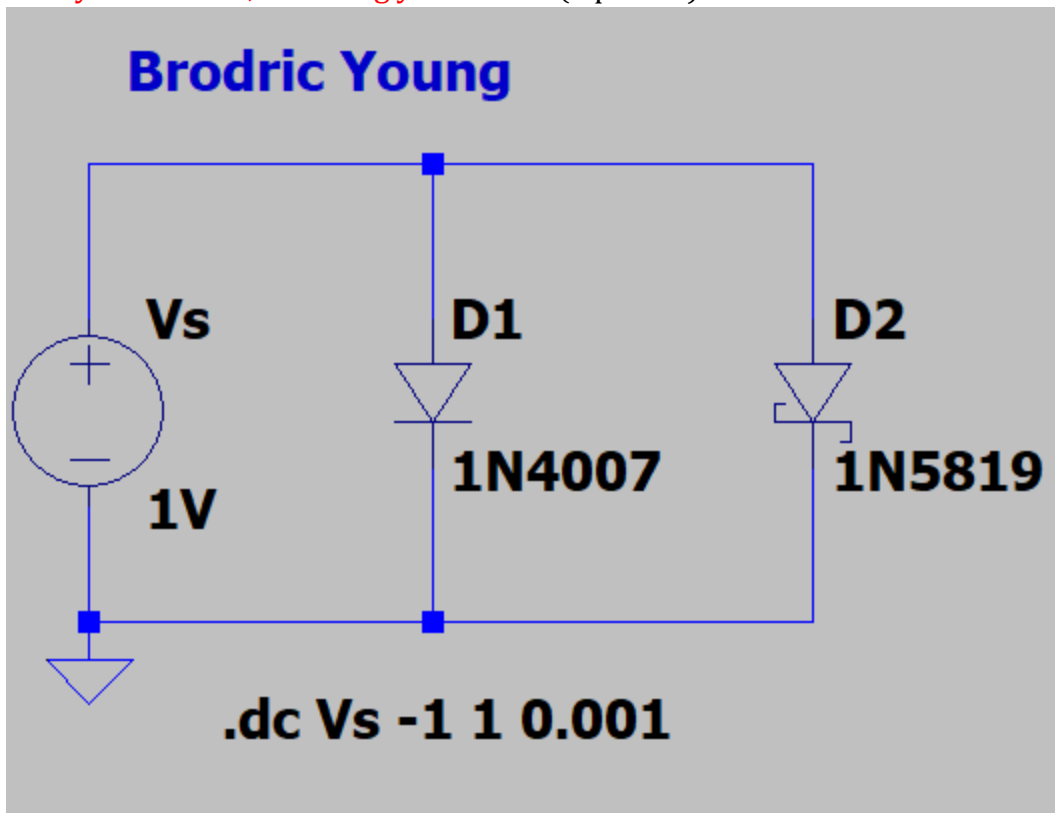 Brodric Young
Vs
D1
D2
1N4007
1N5819
1V
.dc Vs -1 1 0.001